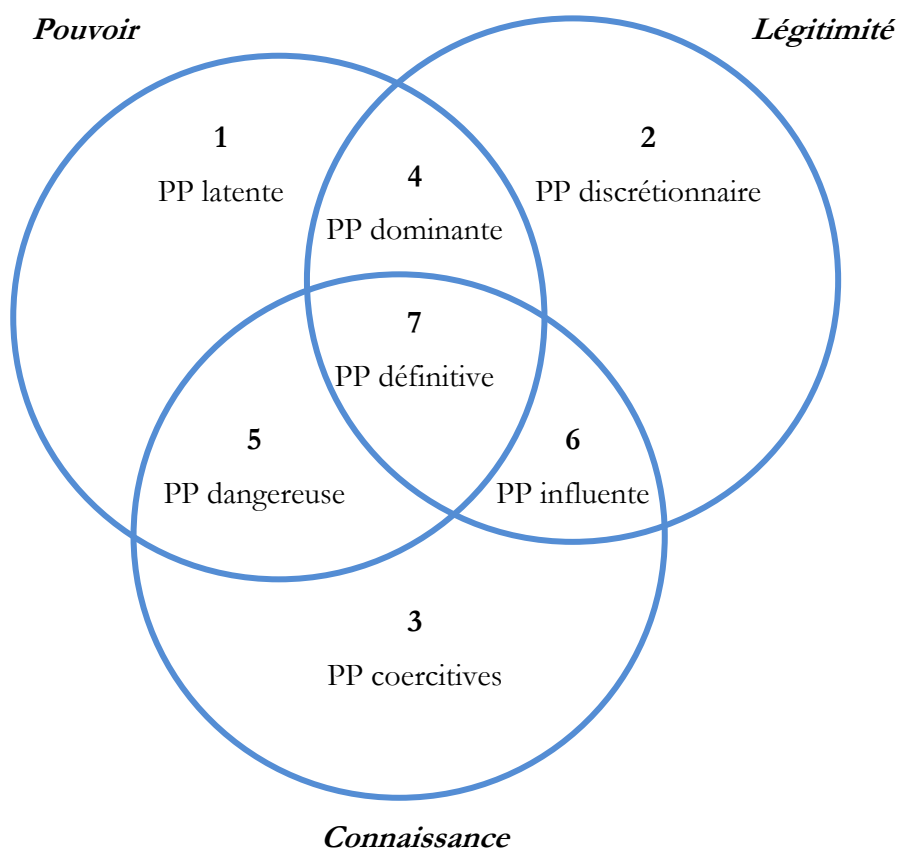 Pouvoir
Légitimité
1
PP latente
2
PP discrétionnaire
4
PP dominante
7
PP définitive
5
PP dangereuse
6
PP influente
3
PP coercitives
Connaissance